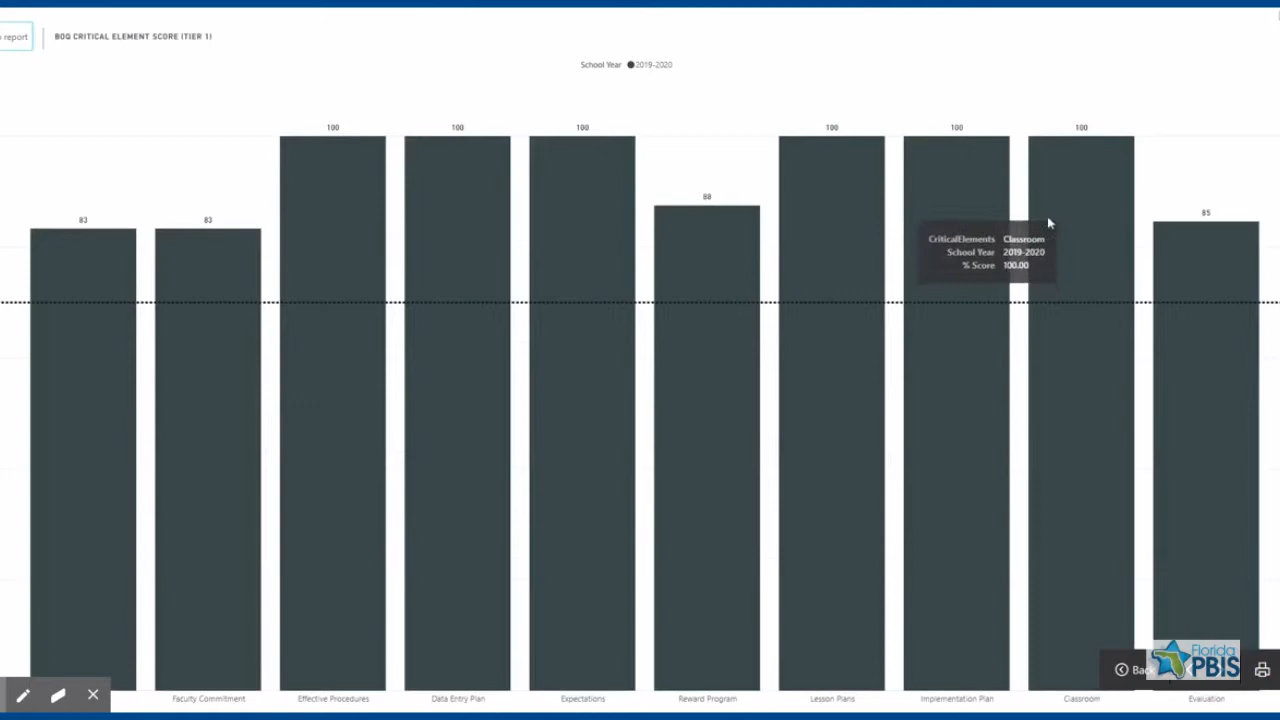 report
BOQ CRITICAL ELEMENT SCORE (TIER 1)
School Year 2019-2020
100 100 100 100 100 100
88
83 83 85
CriticalElements Classroom
School Year 2019-2020
% Score 100.00
Back
Florida
PBIS
Faculty Commitment Effective Procedures Data Entry Plan Expectations Reward Program Lesson Plans Implementation Plan Classroom Evaluation